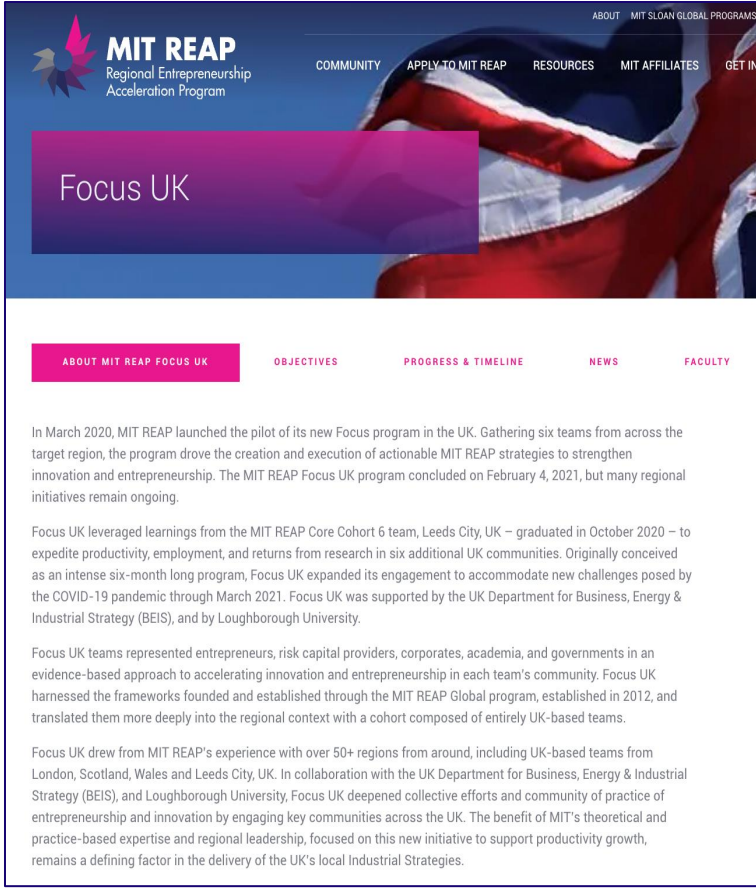 ABOUT MIT SLOAN GLOBAL PROGRAMS
MIT REAP
Regional Entrepreneurship
Acceleration Program
COMMUNITY APPLY TO MIT REAP RESOURCES MIT AFFILIATES GET IN
Focus UK
ABOUT MIT REAP FOCUS UK OBJECTIVES PROGRESS & TIMELINE NEWS FACULTY
In March 2020, MIT REAP launched the pilot of its new Focus program in the UK. Gathering six teams from across the
target region, the program drove the creation and execution of actionable MIT REAP strategies to strengthen
innovation and entrepreneurship. The MIT REAP Focus UK program concluded on February 4, 2021, but many regional
initiatives remain ongoing.
Focus UK leveraged learnings from the MIT REAP Core Cohort 6 team, Leeds City, UK – graduated in October 2020 – to
expedite productivity, employment, and returns from research in six additional UK communities. Originally conceived
as an intense six-month long program, Focus UK expanded its engagement to accommodate new challenges posed by
the COVID-19 pandemic through March 2021. Focus UK was supported by the UK Department for Business, Energy &
Industrial Strategy (BEIS), and by Loughborough University.
Focus UK teams represented entrepreneurs, risk capital providers, corporates, academia, and governments in an
evidence-based approach to accelerating innovation and entrepreneurship in each team's community. Focus UK
harnessed the frameworks founded and established through the MIT REAP Global program, established in 2012, and
translated them more deeply into the regional context with a cohort composed of entirely UK-based teams.
Focus UK drew from MIT REAP's experience with over 50+ regions from around, including UK-based teams from
London, Scotland, Wales and Leeds City, UK. In collaboration with the UK Department for Business, Energy & Industrial
Strategy (BEIS), and Loughborough University, Focus UK deepened collective efforts and community of practice of
entrepreneurship and innovation by engaging key communities across the UK. The benefit of MIT's theoretical and
practice-based expertise and regional leadership, focused on this new initiative to support productivity growth,
remains a defining factor in the delivery of the UK's local Industrial Strategies.